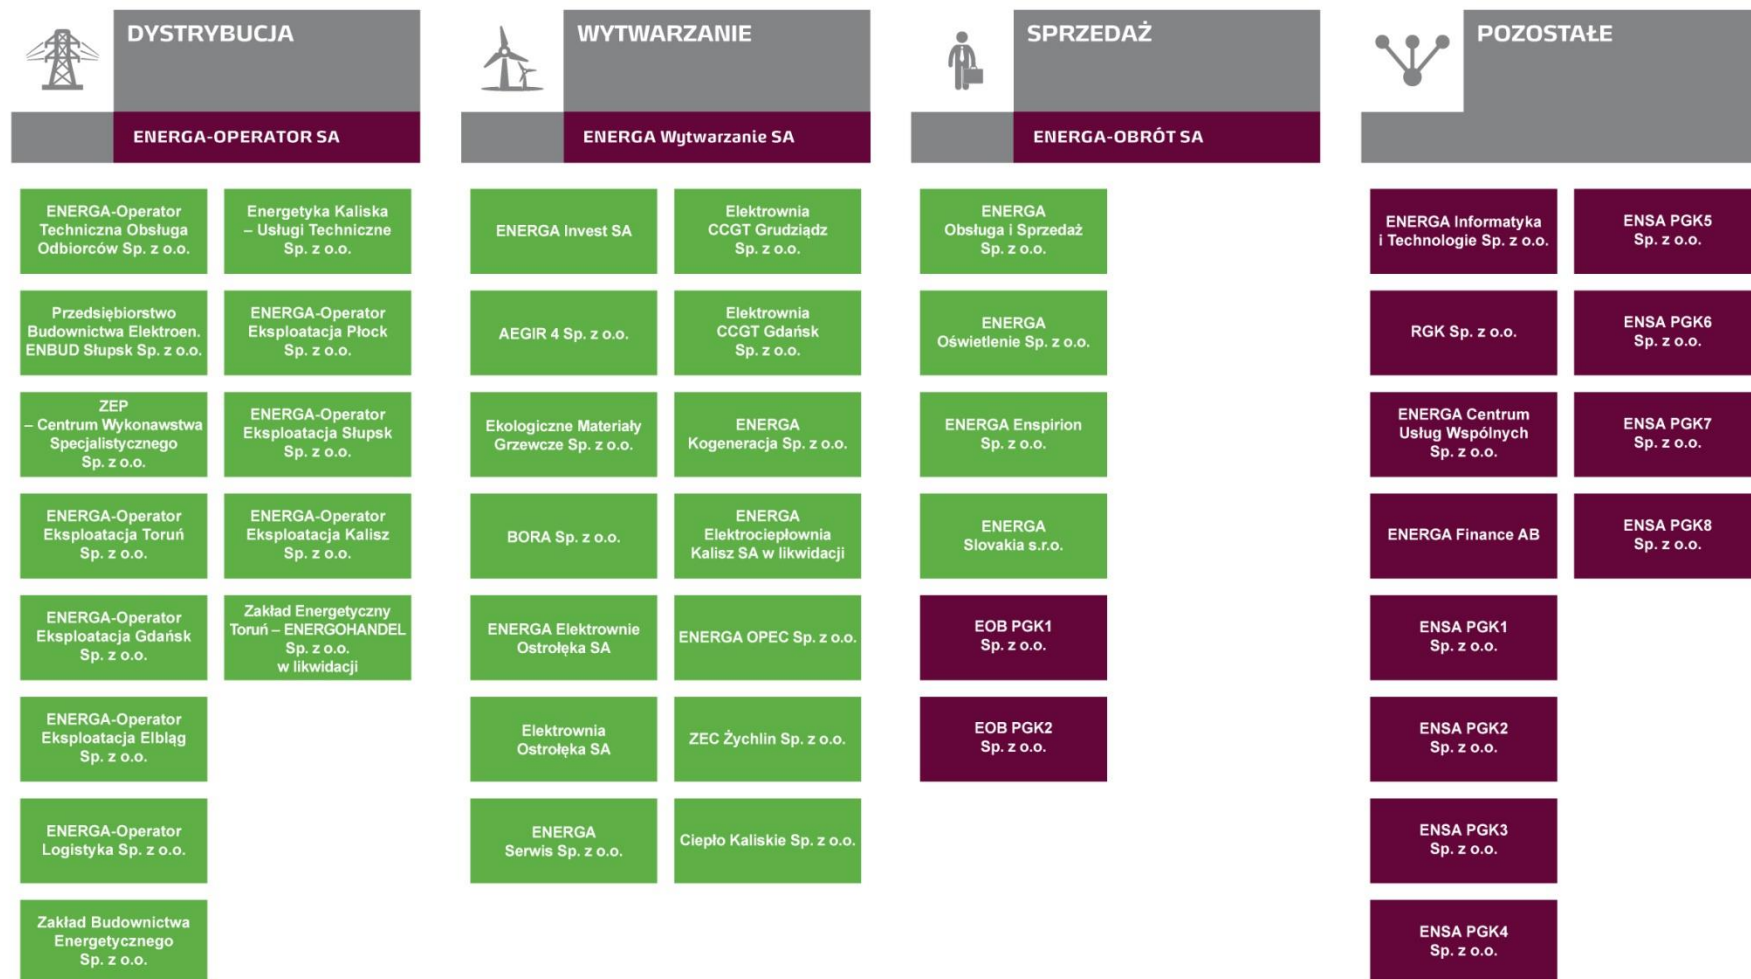 DYSTRYBUCJA
ENERGA-OPERATOR SA
ENERGA-Operator
Techniczna Obsługa
Odbiorców Sp. z o.o.
Energetyka Kaliska
– Usługi Techniczne
Sp. z o.o.
Przedsiębiorstwo
Budownictwa Elektroen.
ENBUD Słupsk Sp. z o.o.
ENERGA-Operator
Eksploatacja Płock
Sp. z o.o.
ZEP
– Centrum Wykonawstwa
Specjalistycznego
Sp. z o.o.
ENERGA-Operator
Eksploatacja Słupsk
Sp. z o.o.
ENERGA-Operator
Eksploatacja Toruń
Sp. z o.o.
ENERGA-Operator
Eksploatacja Kalisz
Sp. z o.o.
ENERGA-Operator
Eksploatacja Gdańsk
Sp. z o.o.
Zakład Energetyczny
Toruń – ENERGOHANDEL
Sp. z o.o.
w likwidacji
ENERGA-Operator
Eksploatacja Elbląg
Sp. z o.o.
ENERGA-Operator
Logistyka Sp. z o.o.
Zakład Budownictwa
Energetycznego
Sp. z o.o.
WYTWARZANIE
ENERGA Wytwarzanie SA
ENERGA Invest SA
Elektrownia
CCGT Grudziądz
Sp. z o.o.
AEGIR 4 Sp. z o.o.
Elektrownia
CCGT Gdańsk
Sp. z o.o.
Ekologiczne Materiały
Grzewcze Sp. z o.o.
ENERGA
Kogeneracja Sp. z o.o.
BORA Sp. z o.o.
ENERGA
Elektrociepłownia
Kalisz SA w likwidacji
ENERGA Elektrownie
Ostrołęka SA
ENERGA OPEC Sp. z o.o.
Elektrownia
Ostrołęka SA
ZEC Żychlin Sp. z o.o.
ENERGA
Serwis Sp. z o.o.
Ciepło Kaliskie Sp. z o.o.
SPRZEDAŻ
ENERGA-OBRÓT SA
ENERGA
Obsługa i Sprzedaż
Sp. z o.o.
ENERGA
Oświetlenie Sp. z o.o.
ENERGA Enspirion
Sp. z o.o.
ENERGA
Slovakia s.r.o.
EOB PGK1
Sp. z o.o.
EOB PGK2
Sp. z o.o.
POZOSTAŁE
ENERGA Informatyka
i Technologie Sp. z o.o.
ENSA PGK5
Sp. z o.o.
RGK Sp. z o.o.
ENSA PGK6
Sp. z o.o.
ENERGA Centrum
Usług Wspólnych
Sp. z o.o.
ENSA PGK7
Sp. z o.o.
ENERGA Finance AB
ENSA PGK8
Sp. z o.o.
ENSA PGK1
Sp. z o.o.
ENSA PGK2
Sp. z o.o.
ENSA PGK3
Sp. z o.o.
ENSA PGK4
Sp. z o.o.